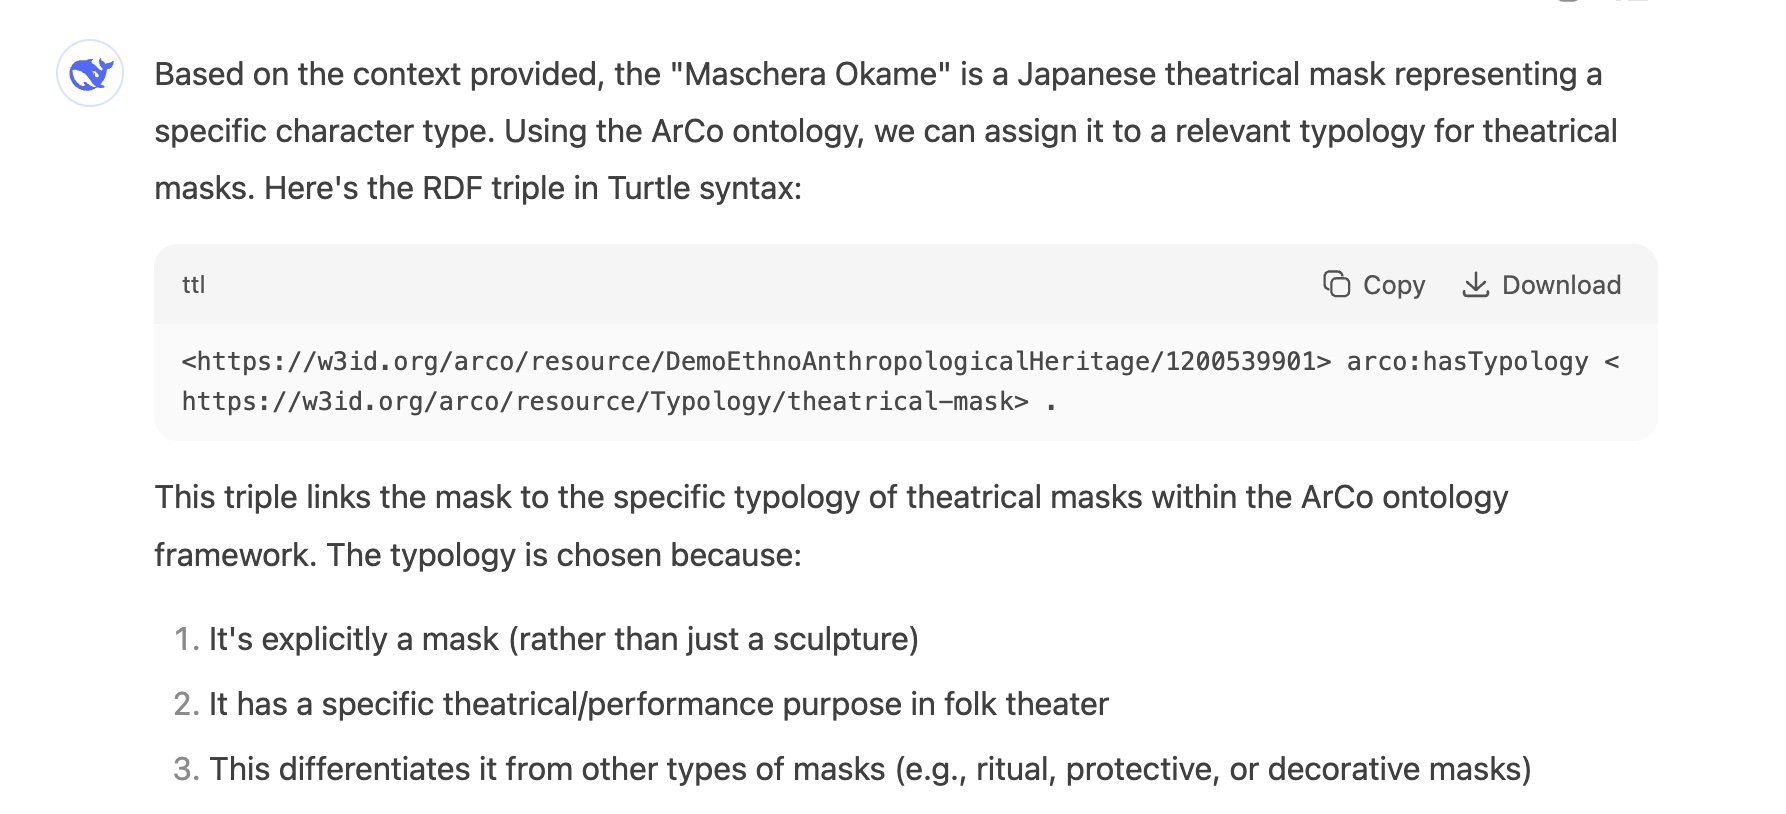 Based on the context provided, the "Maschera Okame" is a Japanese theatrical mask representing a
specific character type. Using the ArCo ontology, we can assign it to a relevant typology for theatrical
masks. Here's the RDF triple in Turtle syntax:
ttl Copy Download
<https://w3id.org/arco/resource/DemoEthnoAnthropologicalHeritage/1200539901> arco:hasTypology <
https://w3id.org/arco/resource/Typology/theatrical-mask> .
This triple links the mask to the specific typology of theatrical masks within the ArCo ontology
framework. The typology is chosen because:
1. It's explicitly a mask (rather than just a sculpture)
2. It has a specific theatrical/performance purpose in folk theater
3. This differentiates it from other types of masks (e.g., ritual, protective, or decorative masks)